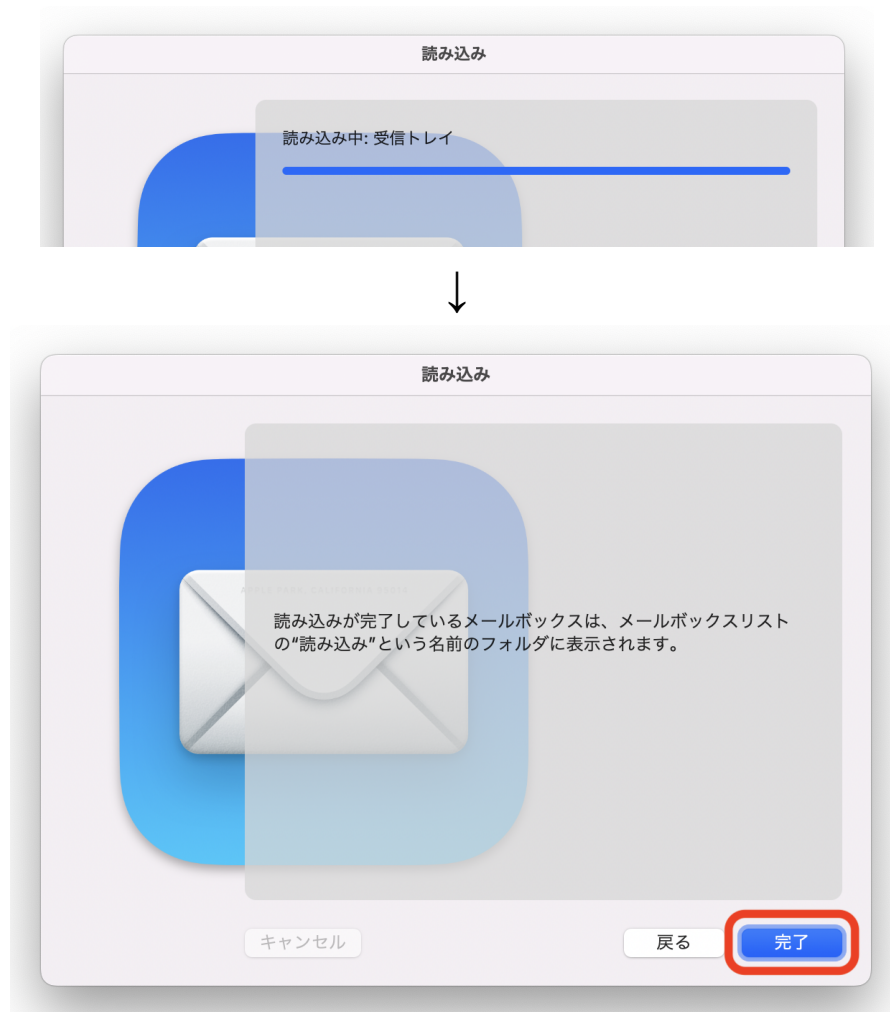 読み込み
読み込み中: 受信トレイ
↓
読み込み
読み込みが完了しているメールボックスは、メールボックスリスト
の“読み込み”という名前のフォルダに表示されます。
キャンセル
戻る
完了